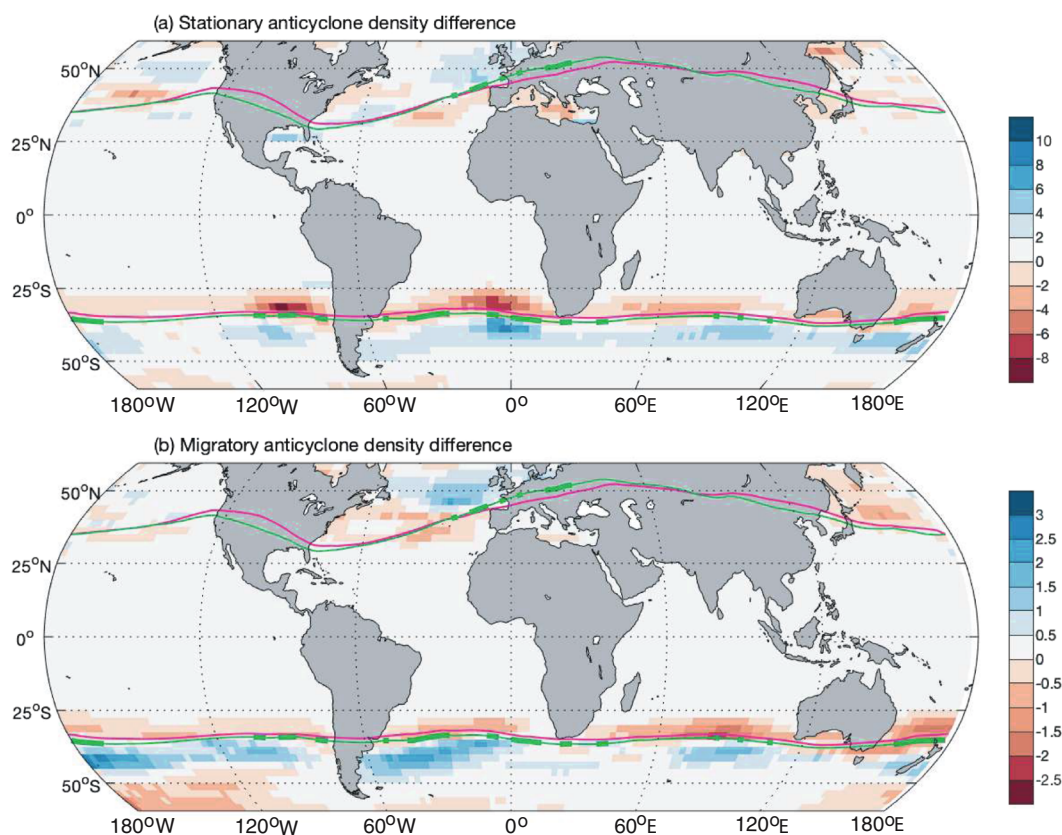 (a) Stationary anticyclone density difference
50°N
25°N
0°
25°S
50°S
180°W 120°W 60°W 0° 60°E 120°E 180°E
10
8
6
4
2
0
-2
-4
-6
-8
(b) Migratory anticyclone density difference
50°N
25°N
0°
25°S
50°S
180°W 120°W 60°W 0° 60°E 120°E 180°E
3
2.5
2
1.5
1
0.5
0
-0.5
-1
-1.5
-2
-2.5